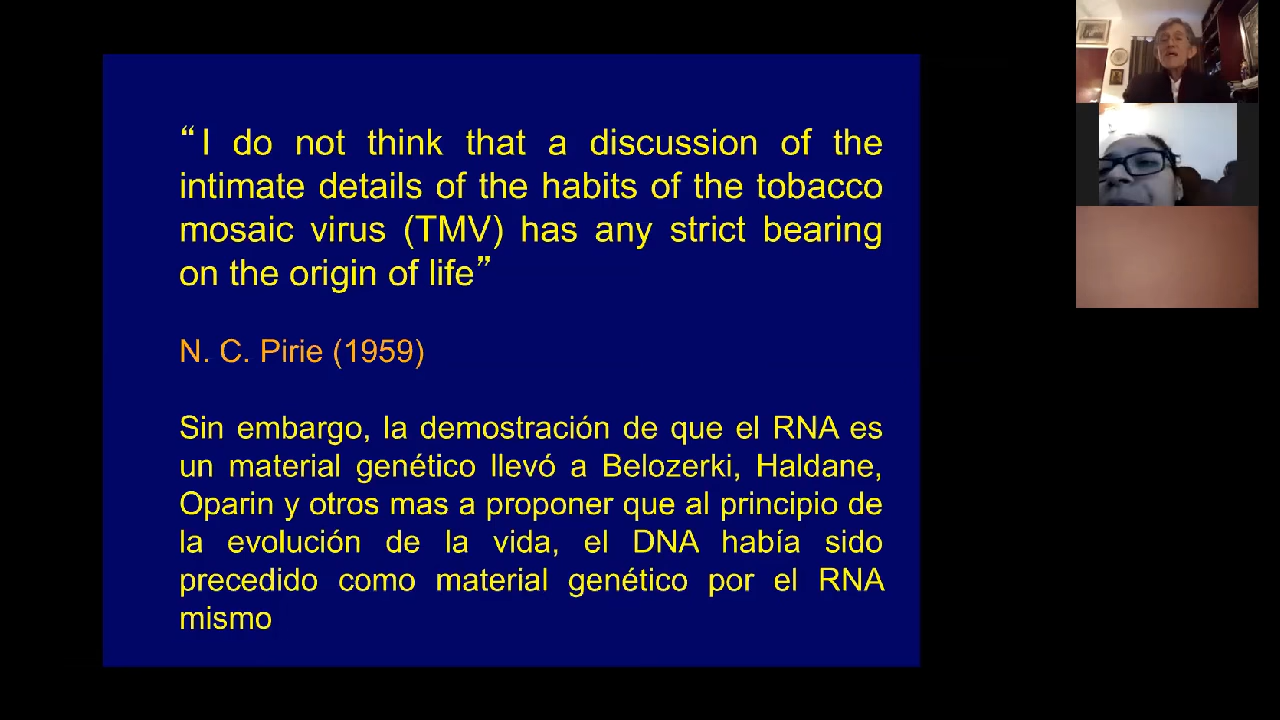 “I do not think that a discussion of the
intimate details of the habits of the tobacco
mosaic virus (TMV) has any strict bearing
on the origin of life”
N. C. Pirie (1959)
Sin embargo, la demostración de que el RNA es
un material genético llevó a Belozerki, Haldane,
Oparin y otros mas a proponer que al principio de
la evolución de la vida, el DNA había sido
precedido como material genético por el RNA
mismo